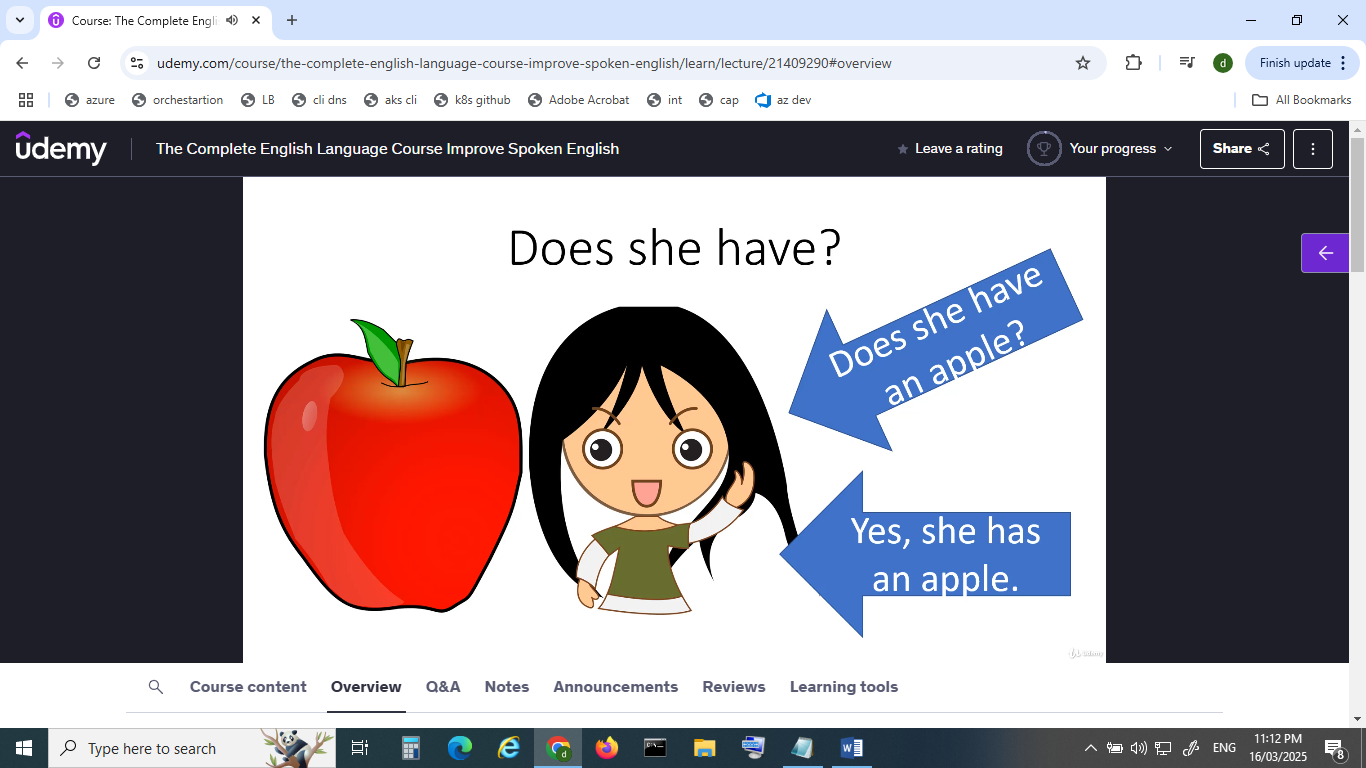 Course: The Complete Engli
udemy.com/course/the-complete-english-language-course-improve-spoken-english/learn/lecture/21409290#overview
d
Finish update
azure
orchestartion
LB
cli dns
aks cli
k8s github
Adobe Acrobat
int
cap
az dev
All Bookmarks
udemy
The Complete English Language Course Improve Spoken English
Leave a rating
Your progress
Share
Does she have?
Does she have
an apple?
Yes, she has
an apple.
Udemy
Course content
Overview
Q&A
Notes
Announcements
Reviews
Learning tools
Type here to search
ENG
11:12 PM
16/03/2025
8